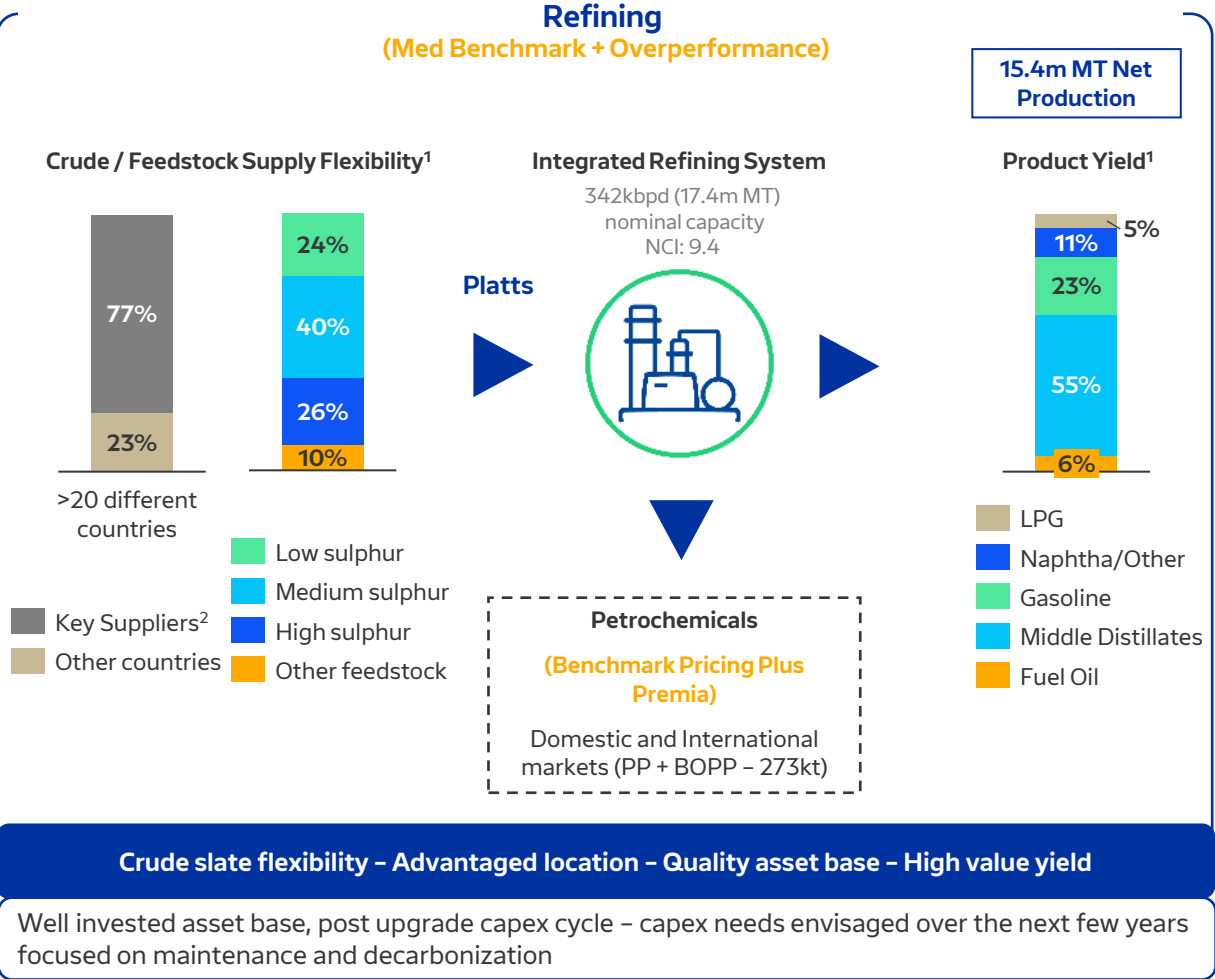 Refining
(Med Benchmark + Overperformance)
15.4m MT Net
Production
Crude / Feedstock Supply Flexibility¹
77%
23%
>20 different
countries
Key Suppliers²
Other countries
24%
40%
26%
10%
Low sulphur
Medium sulphur
High sulphur
Other feedstock
Platts
Integrated Refining System
342kbpd (17.4m MT)
nominal capacity
NCI: 9.4
Petrochemicals
(Benchmark Pricing Plus
Premia)
Domestic and International
markets (PP + BOPP – 273kt)
Product Yield¹
5%
11%
23%
55%
6%
LPG
Naphtha/Other
Gasoline
Middle Distillates
Fuel Oil
Crude slate flexibility – Advantaged location – Quality asset base – High value yield
Well invested asset base, post upgrade capex cycle – capex needs envisaged over the next few years
focused on maintenance and decarbonization